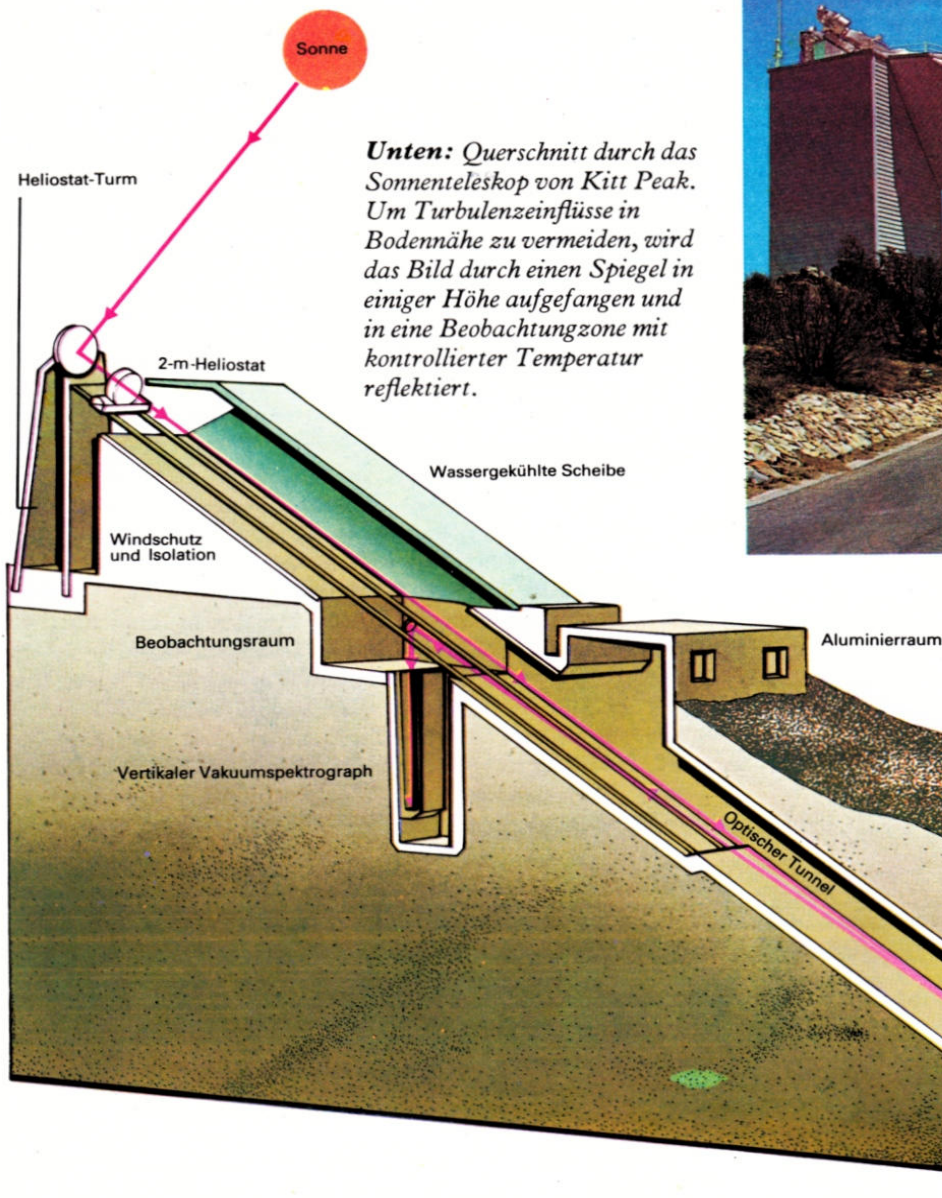 Sonne
Unten: Querschnitt durch das
Sonnenteleskop von Kitt Peak.
Um Turbulenzeinflüsse in
Bodennähe zu vermeiden, wird
das Bild durch einen Spiegel in
einiger Höhe aufgefangen und
in eine Beobachtungzone mit
kontrollierter Temperatur
reflektiert.
Heliostat-Turm
2-m-Heliostat
Wassergekühlte Scheibe
Windschutz
und Isolation
Beobachtungsraum
Aluminierraum
Vertikaler Vakuumspektrograph
Optischer Tunnel